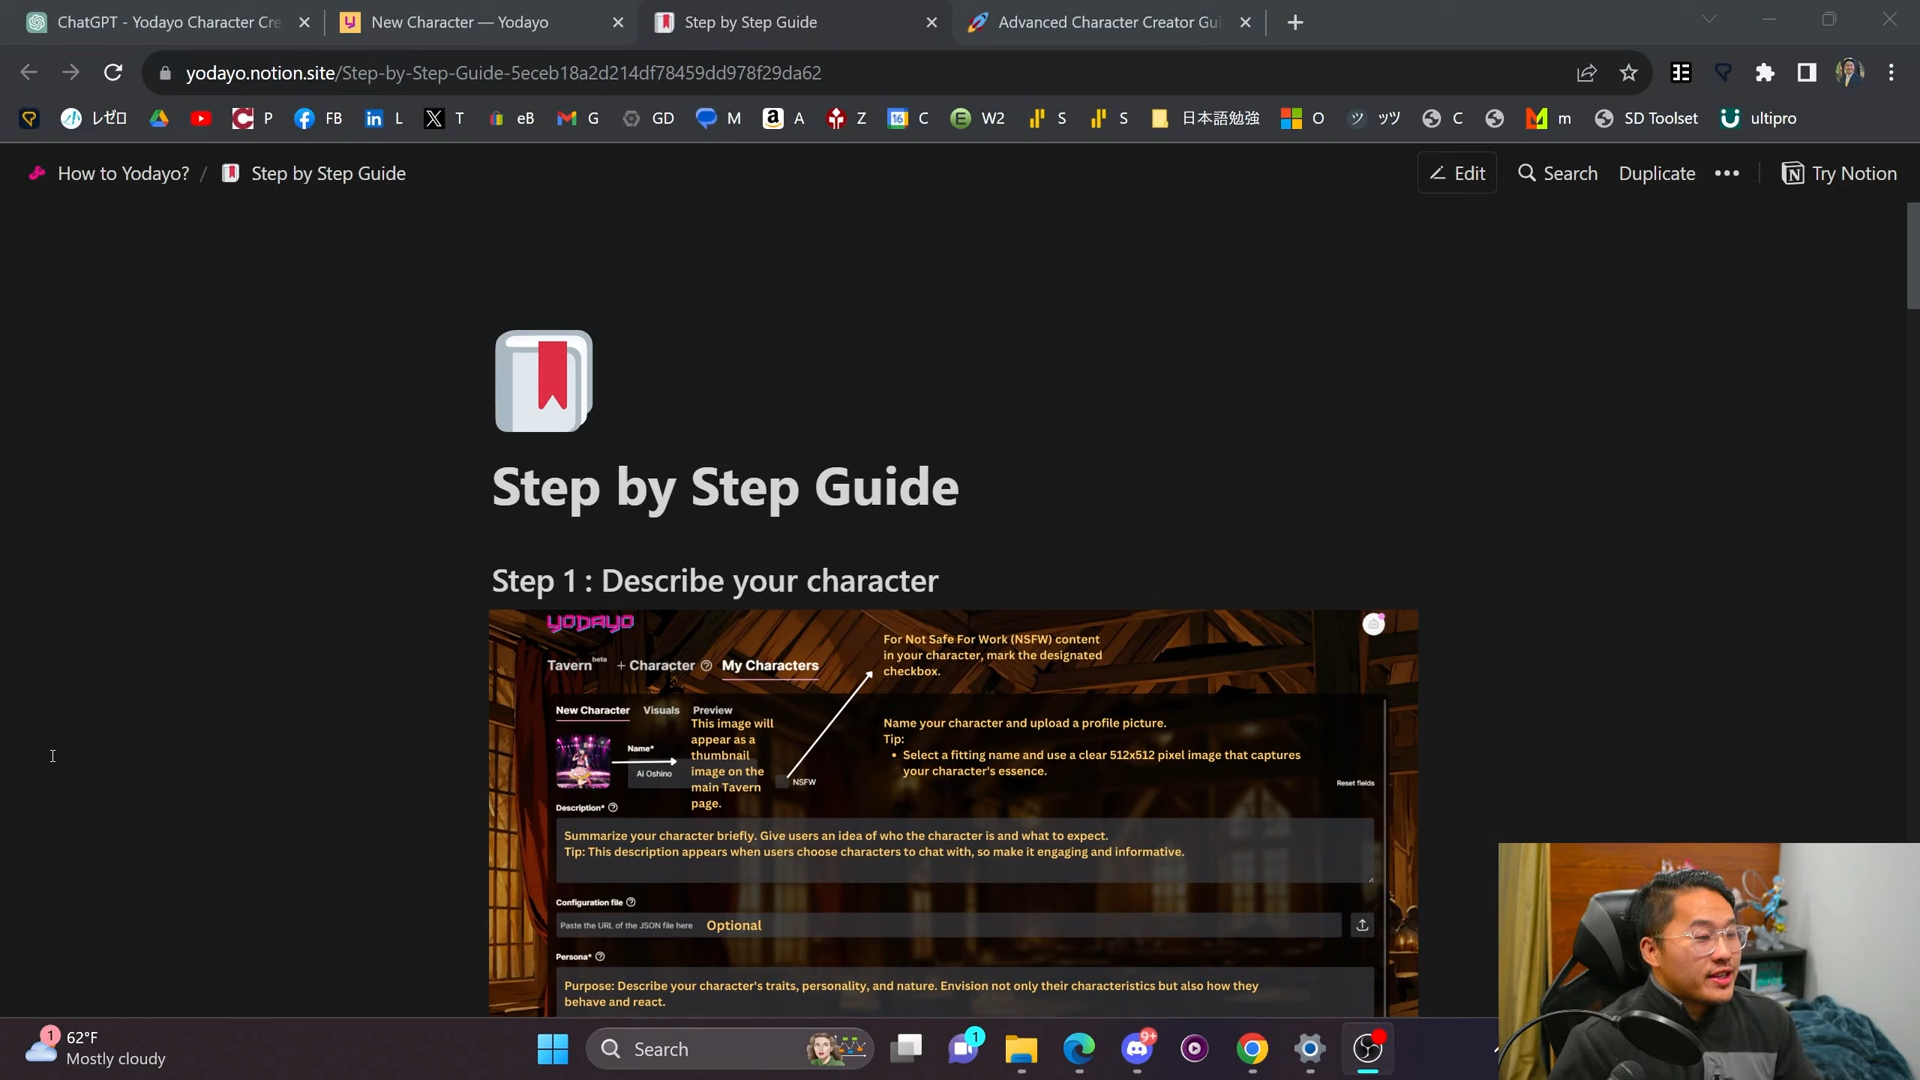 ChatGPT - Yodayo Character Cre
New Character — Yodayo
Step by Step Guide
Advanced Character Creator Gui
yodayo.notion.site/Step-by-Step-Guide-5eceb18a2d214df78459dd978f29da62
レゼロ P FB L T eB G GD M A Z 16 C W2 S S 日本語勉強 O ッツ C m SD Toolset ultipro
How to Yodayo? / Step by Step Guide
Edit Search Duplicate ••• Try Notion
Step by Step Guide
Step 1 : Describe your character
YODAYO
For Not Safe For Work (NSFW) content
in your character, mark the designated
checkbox.
Tavern beta + Character My Characters
New Character Visuals Preview
This image will
appear as a
thumbnail
image on the
main Tavern
page.
Name your character and upload a profile picture.
Tip:
• Select a fitting name and use a clear 512x512 pixel image that captures
your character's essence.
Name*
Ai Oshino
NSFW
Reset fields
Description*
Summarize your character briefly. Give users an idea of who the character is and what to expect.
Tip: This description appears when users choose characters to chat with, so make it engaging and informative.
Configuration file
Paste the URL of the JSON file here Optional
Persona*
Purpose: Describe your character's traits, personality, and nature. Envision not only their characteristics but also how they
behave and react.
1
62°F
Mostly cloudy
Search
1
9+